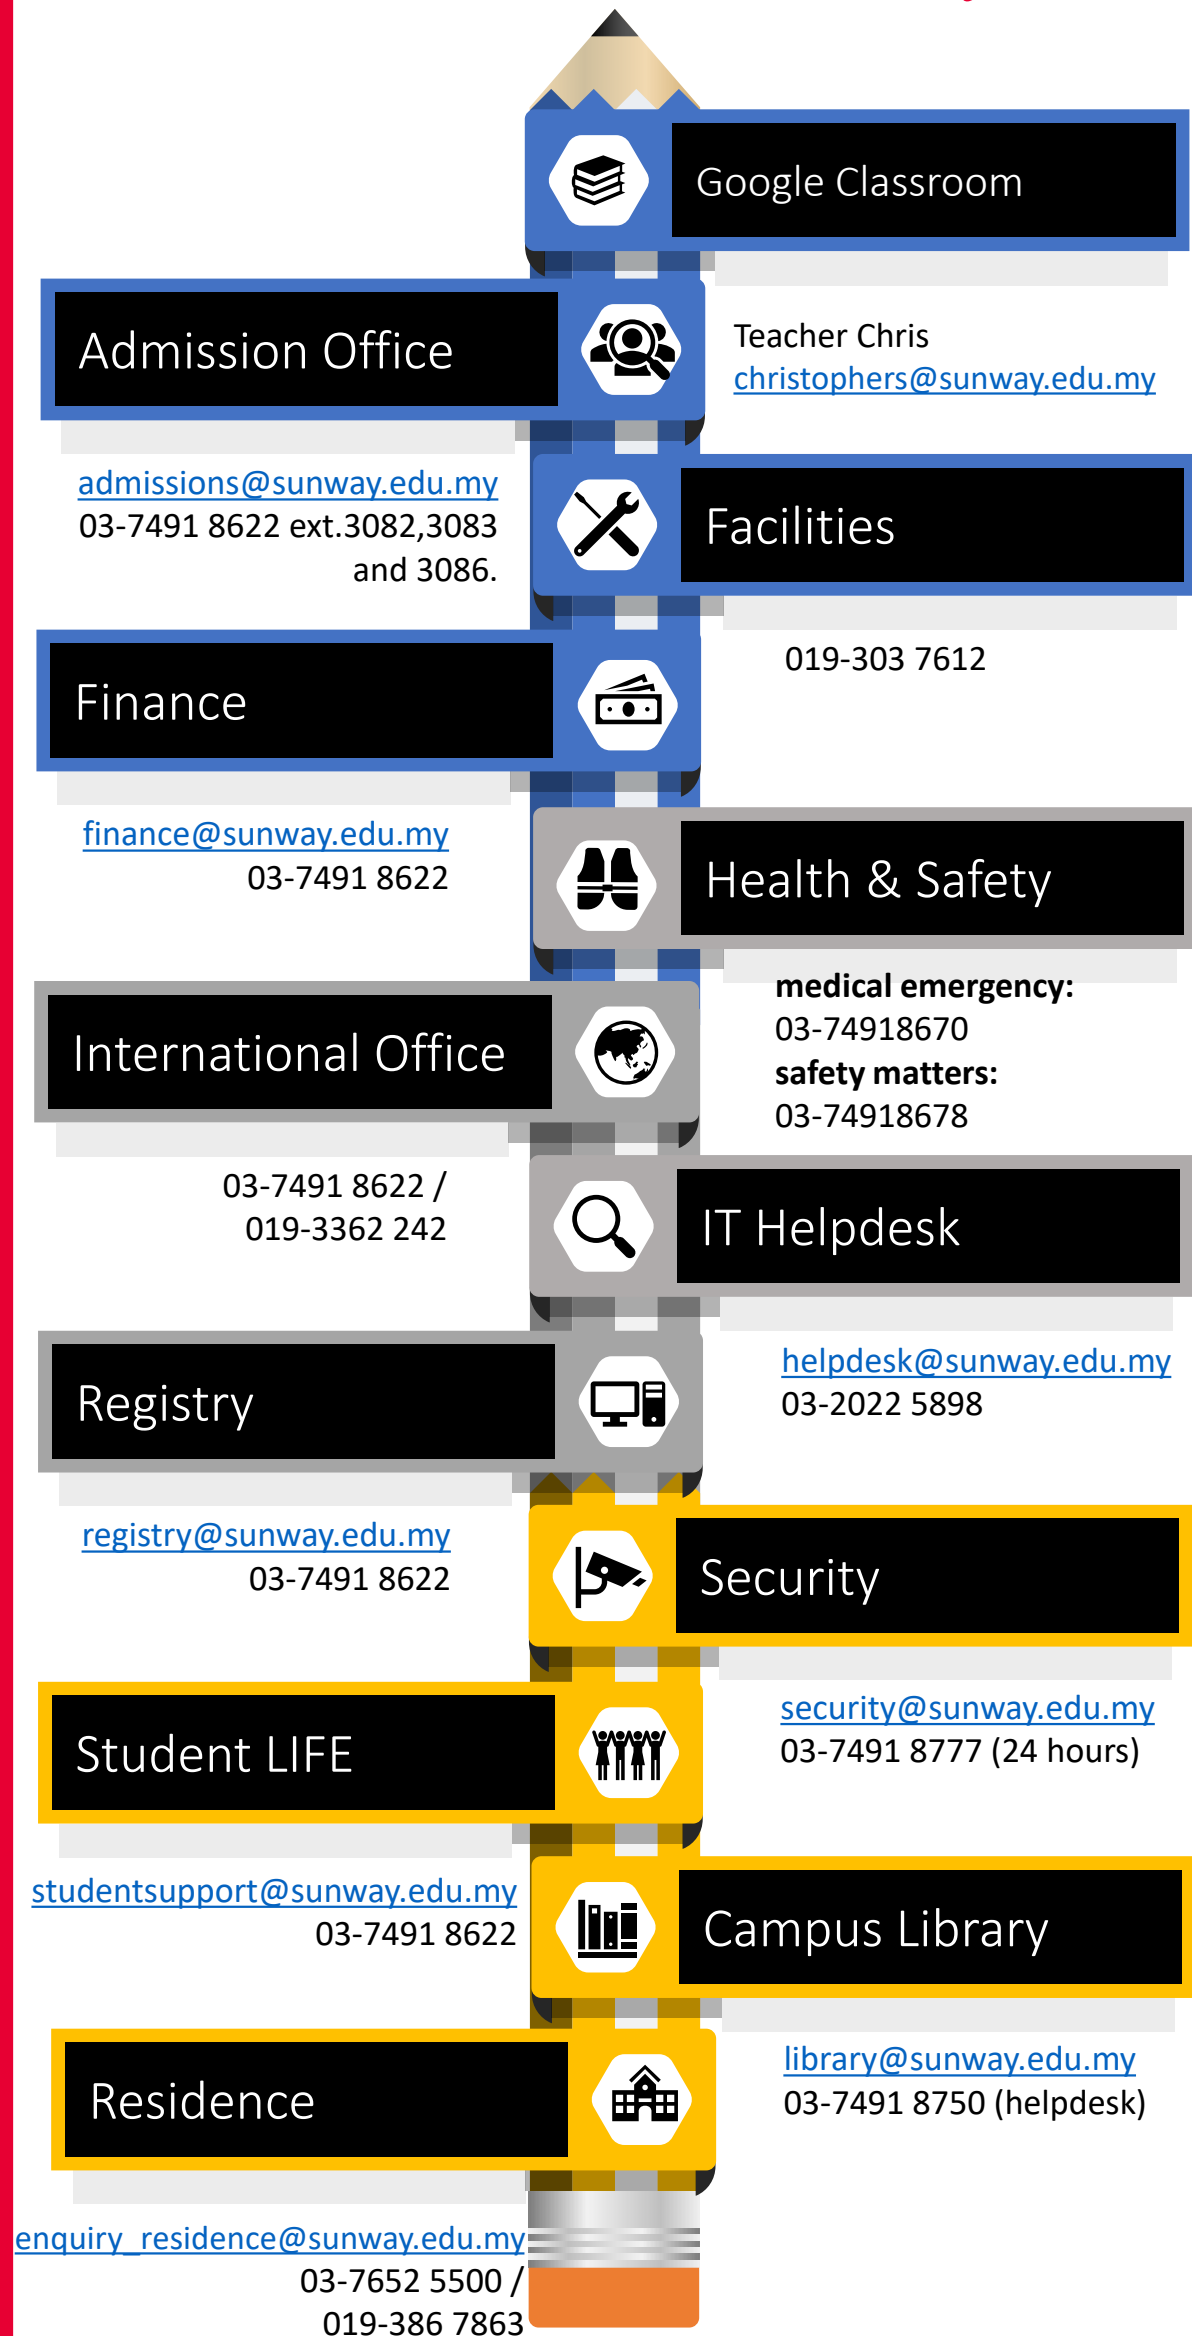 Google Classroom
Teacher Chris
christophers@sunway.edu.my
Admission Office
admissions@sunway.edu.my
03-7491 8622 ext.3082,3083
and 3086.
Facilities
019-303 7612
Finance
finance@sunway.edu.my
03-7491 8622
Health & Safety
medical emergency:
03-74918670
safety matters:
03-74918678
International Office
03-7491 8622 /
019-3362 242
IT Helpdesk
helpdesk@sunway.edu.my
03-2022 5898
Registry
registry@sunway.edu.my
03-7491 8622
Security
security@sunway.edu.my
03-7491 8777 (24 hours)
Student LIFE
studentsupport@sunway.edu.my
03-7491 8622
Campus Library
library@sunway.edu.my
03-7491 8750 (helpdesk)
Residence
enquiry_residence@sunway.edu.my
03-7652 5500 /
019-386 7863